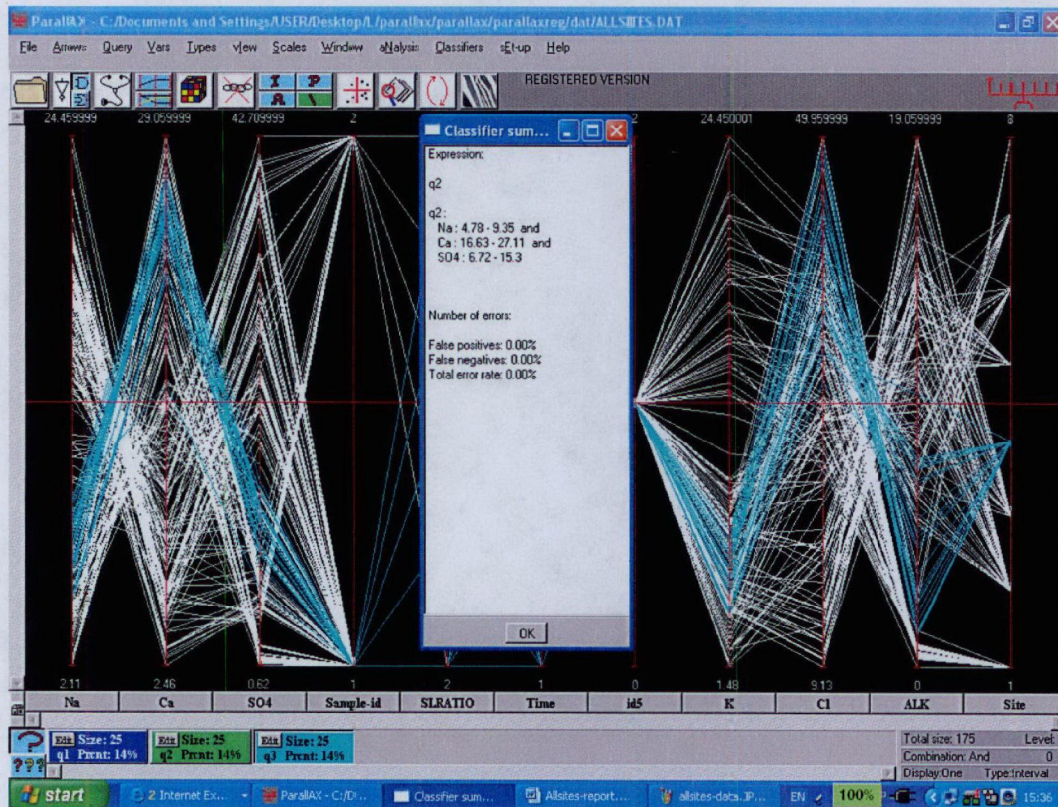 ParallAX - C:/Documents and Settings/USER/Desktop/L/parallax/parallax/parallaxreg/dat/ALLSITES.DAT
File Arrows Query Vars Types vIew Scales Window aNalysis Classifiers sEt-up Help
REGISTERED VERSION
24.459999 29.059999 42.709999 2 2 24.450001 49.959999 19.059999 8
Classifier sum...
Expression:
q2
q2:
Na : 4.78 - 9.35 and
Ca : 16.63 - 27.11 and
SO4 : 6.72 - 15.3
Number of errors:
False positives: 0.00%
False negatives: 0.00%
Total error rate: 0.00%
OK
2.11 2.46 0.62 1 2 1 0 1.48 9.13 0 1
Na Ca SO4 Sample-id SLRATIO Time id5 K Cl ALK Site
Edit Size: 25 Edit Size: 25 Edit Size: 25
q1 Prcnt: 14% q2 Prcnt: 14% q3 Prcnt: 14%
Total size: 175 Level:
Combination: And 0
Display:One Type:Interval
start 2 Internet Ex... ParallAX - C:/D... Classifier sum... Allsites-report.... allsites-data.JP... EN 100% 15:36